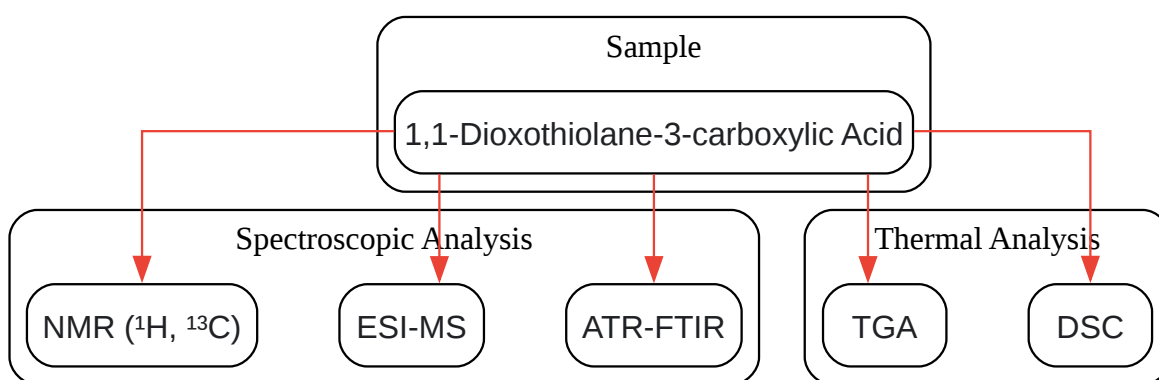 Sample
1,1-Dioxothiolane-3-carboxylic Acid
Spectroscopic Analysis
Thermal Analysis
NMR (¹H, ¹³C)
ESI-MS
ATR-FTIR
TGA
DSC